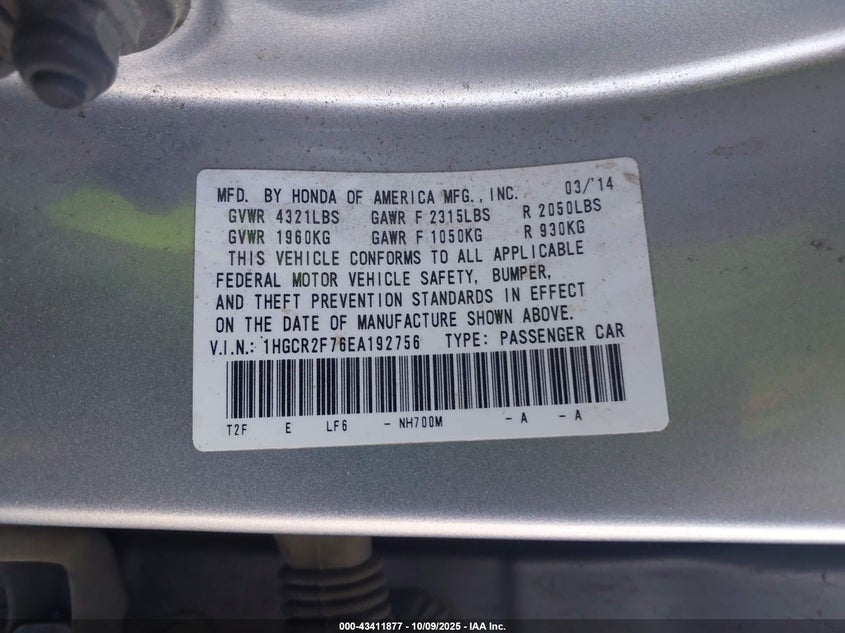 MFD. BY HONDA OF AMERICA MFG., INC. 03/'14
GVWR 4321LBS GAWR F 2315LBS R 2050LBS
GVWR 1960KG GAWR F 1050KG R 930KG
THIS VEHICLE CONFORMS TO ALL APPLICABLE
FEDERAL MOTOR VEHICLE SAFETY, BUMPER,
AND THEFT PREVENTION STANDARDS IN EFFECT
ON THE DATE OF MANUFACTURE SHOWN ABOVE.
V.I.N.: 1HGCR2F76EA192756 TYPE: PASSENGER CAR
T2F E LF6 - NH700M - A - A
000-43411877 - 10/09/2025 - IAA Inc.